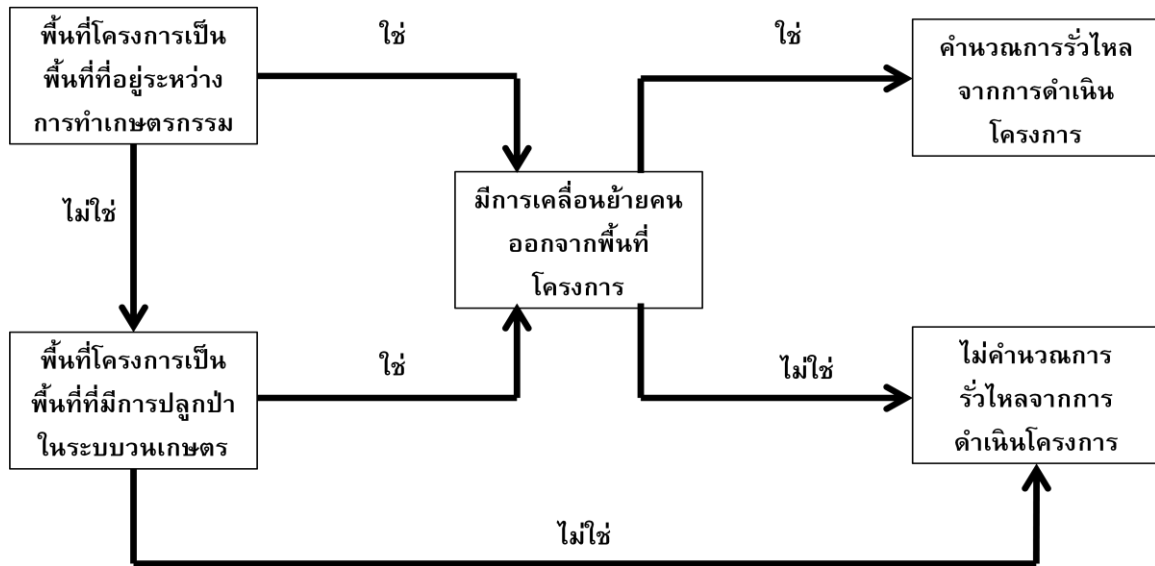 พื้นที่โครงการเป็น
พื้นที่ที่อยู่ระหว่าง
การทำเกษตรกรรม
ใช่
ใช่
คำนวณการรั่วไหล
จากการดำเนิน
โครงการ
ไม่ใช่
มีการเคลื่อนย้ายคน
ออกจากพื้นที่
โครงการ
พื้นที่โครงการเป็น
พื้นที่ที่มีการปลูกป่า
ในระบบวนเกษตร
ใช่
ไม่ใช่
ไม่คำนวณการ
รั่วไหลจากการ
ดำเนินโครงการ
ไม่ใช่